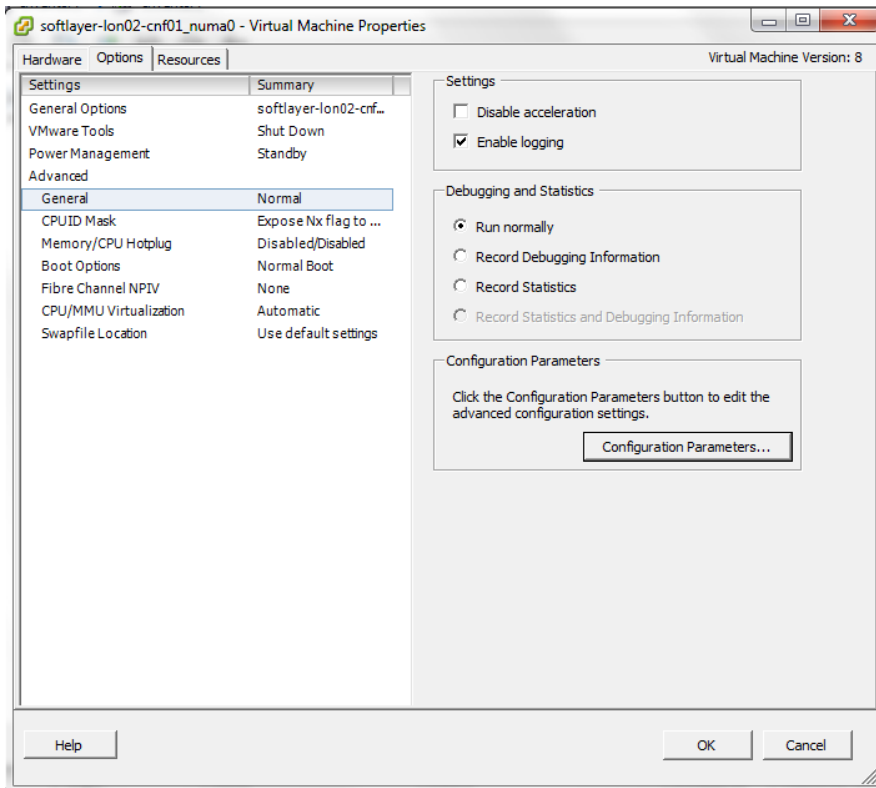 softlayer-lon02-cnf01_numa0 - Virtual Machine Properties
Hardware Options Resources
Virtual Machine Version: 8
Settings Summary
General Options softlayer-lon02-cnf...
VMware Tools Shut Down
Power Management Standby
Advanced
General Normal
CPUID Mask Expose Nx flag to ...
Memory/CPU Hotplug Disabled/Disabled
Boot Options Normal Boot
Fibre Channel NPIV None
CPU/MMU Virtualization Automatic
Swapfile Location Use default settings
Settings
Disable acceleration
Enable logging
Debugging and Statistics
Run normally
Record Debugging Information
Record Statistics
Record Statistics and Debugging Information
Configuration Parameters
Click the Configuration Parameters button to edit the
advanced configuration settings.
Configuration Parameters...
Help
OK
Cancel